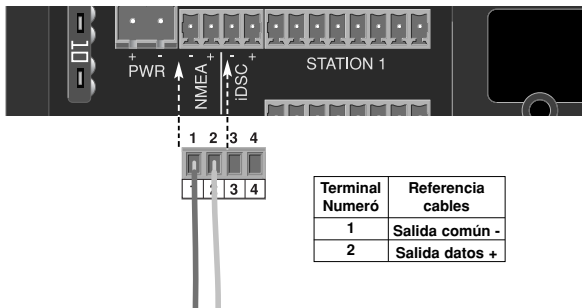 10
+ - - + - +
PWR
NMEA
iDSC
STATION 1
1 2 3 4
1 2 3 4
Terminal Numeró
Referencia cables
1 Salida común -
2 Salida datos +